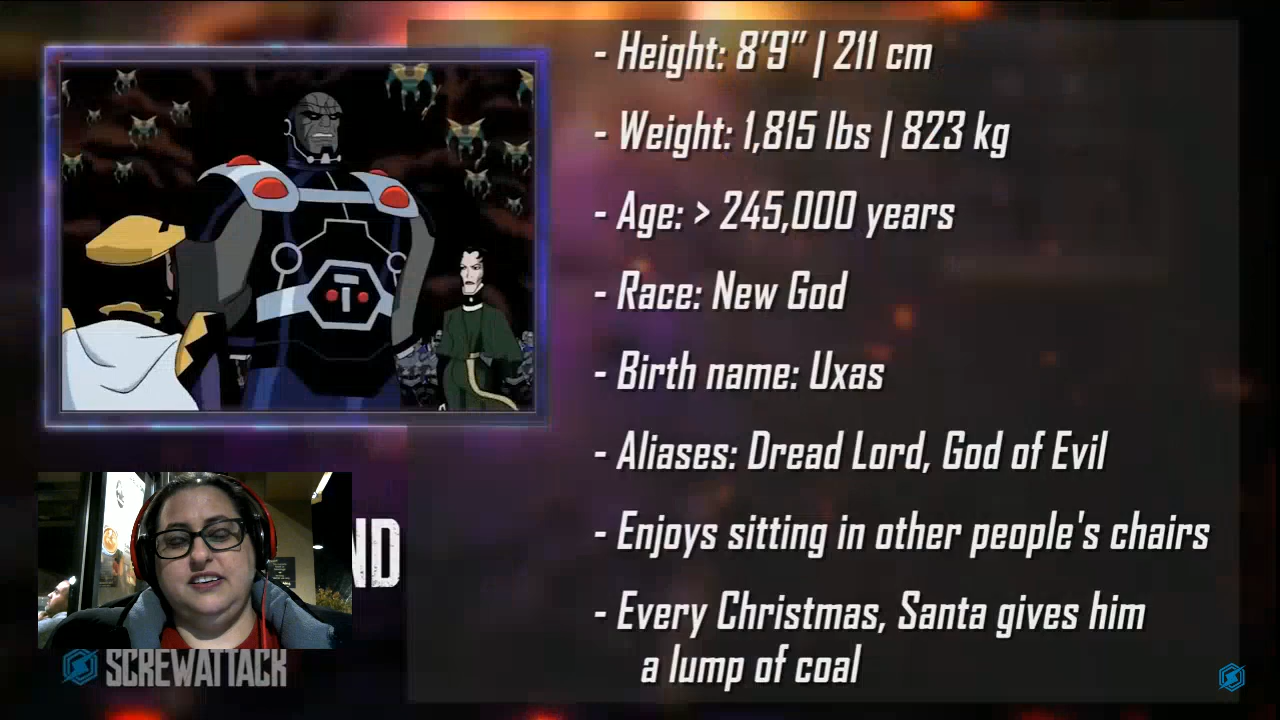 - Height: 8'9” | 211 cm
- Weight: 1,815 lbs | 823 kg
- Age: > 245,000 years
- Race: New God
- Birth name: Uxas
- Aliases: Dread Lord, God of Evil
- Enjoys sitting in other people's chairs
- Every Christmas, Santa gives him
a lump of coal
ND
SCREWATTACK